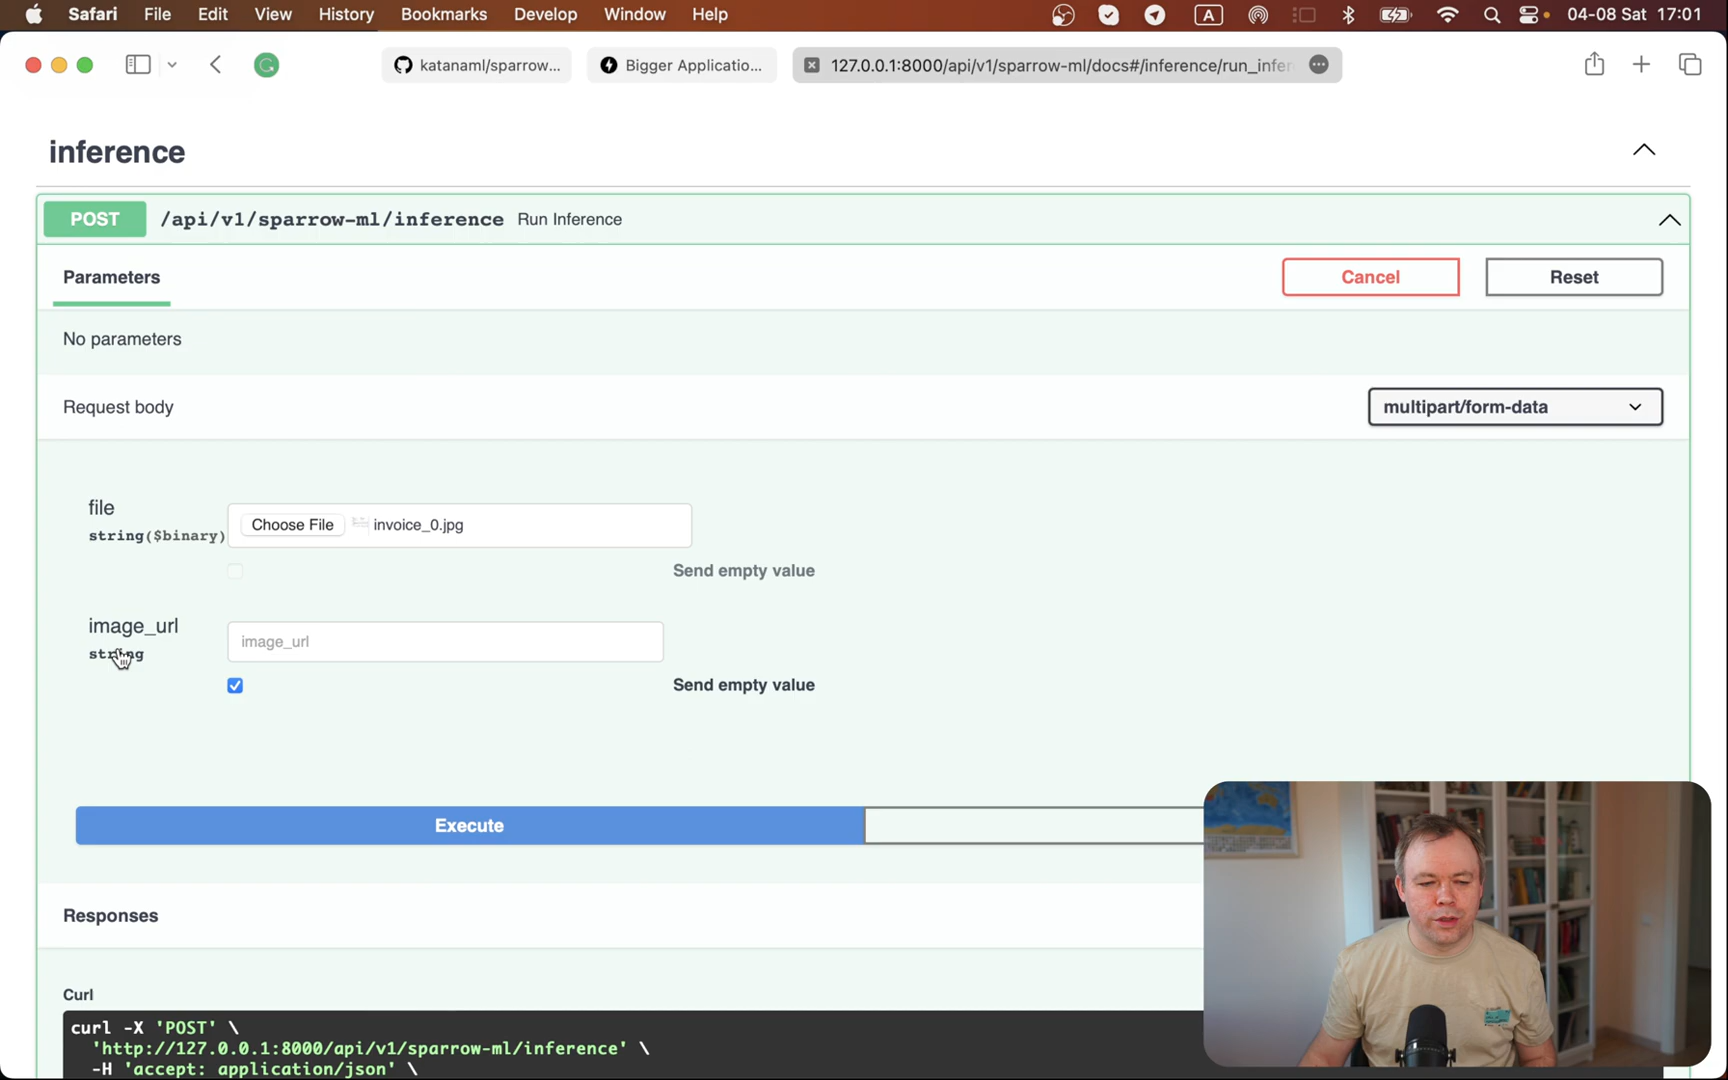 Safari File Edit View History Bookmarks Develop Window Help A 04-08 Sat 17:01
katanaml/sparrow... Bigger Applicatio... 127.0.0.1:8000/api/v1/sparrow-ml/docs#/inference/run_infer
inference
POST /api/v1/sparrow-ml/inference Run Inference
Parameters Cancel Reset
No parameters
Request body multipart/form-data
file
string($binary) Choose File invoice_0.jpg
Send empty value
image_url
string image_url
Send empty value
Execute
Responses
Curl
curl -X 'POST' \
'http://127.0.0.1:8000/api/v1/sparrow-ml/inference' \
-H 'accept: application/json' \